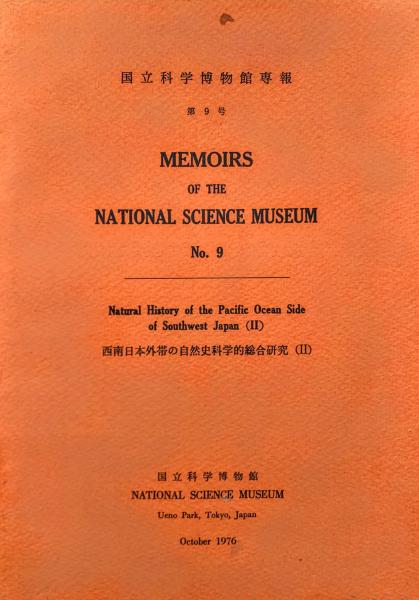 国立科学博物館専報
第9号
MEMOIRS
OF THE
NATIONAL SCIENCE MUSEUM
No. 9
Natural History of the Pacific Ocean Side
of Southwest Japan (II)
西南日本外帯の自然史科学的総合研究 (II)
国立科学博物館
NATIONAL SCIENCE MUSEUM
Ueno Park, Tokyo, Japan
October 1976